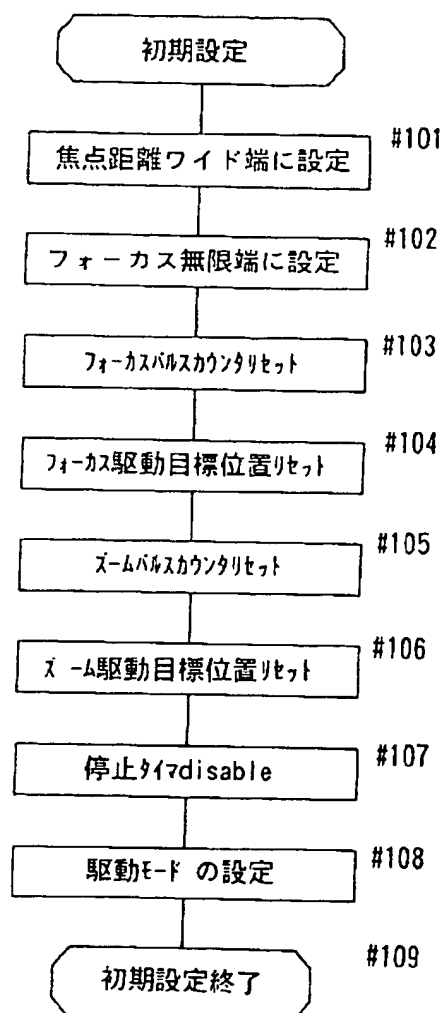 初期設定
#101
焦点距離ワイド端に設定
#102
フォーカス無限端に設定
#103
ﾌｫｰｶｽパルスｶｳﾝﾀﾘｾｯﾄ
#104
ﾌｫｰｶｽ駆動目標位置ﾘｾｯﾄ
#105
ｽﾞｰﾑパルスｶｳﾝﾀﾘｾｯﾄ
#106
ｽﾞｰﾑ駆動目標位置ﾘｾｯﾄ
#107
停止ﾀｲﾏdisable
#108
駆動ﾓｰﾄﾞ の設定
#109
初期設定終了